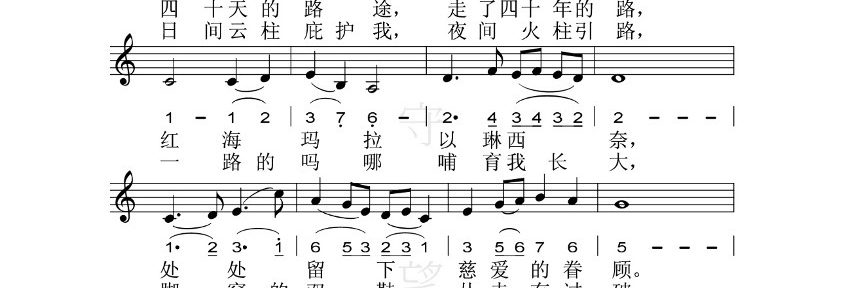 四 十 天 的 路 途， 走 了 四 十 年 的 路，
日 间 云 柱 庇 护 我， 夜 间 火 柱 引 路，
1 - 1 2 | 3 7 6 - | 2· 4 3 4 3 2 | 2 - - - |
红 海 玛 拉 以 琳 西 奈，
一 路 的 吗 哪 哺 育 我 长 大，
1· 2 3· 1 | 6 5 3 2 3 1 | 3 5 6 7 6 | 5 - - - |
处 处 留 下 慈 爱 的 眷 顾。
守
望